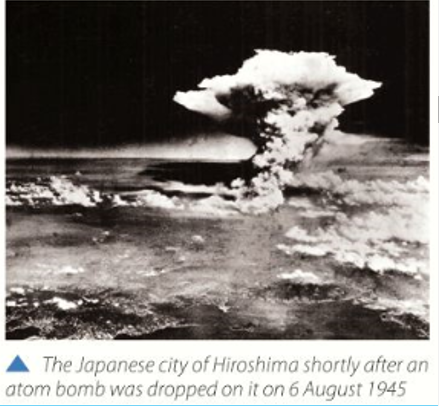 The Japanese city of Hiroshima shortly after an
atom bomb was dropped on it on 6 August 1945